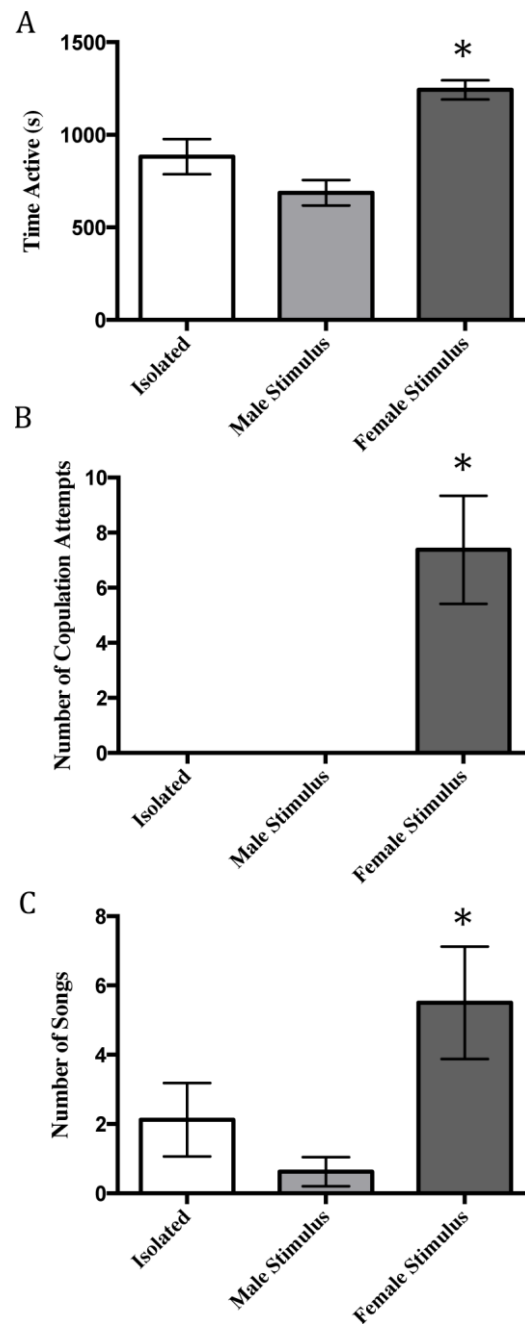 A
*
1500
1000
500
0
Time Active (s)
Isolated
Male Stimulus
Female Stimulus
B
*
10
8
6
4
2
0
Number of Copulation Attempts
Isolated
Male Stimulus
Female Stimulus
C
*
8
6
4
2
0
Number of Songs
Isolated
Male Stimulus
Female Stimulus